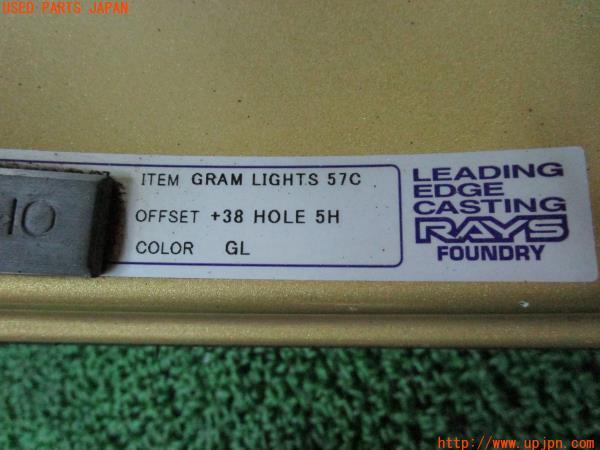 USED PARTS JAPAN
ITEM GRAM LIGHTS 57C
OFFSET +38 HOLE 5H
COLOR GL
LEADING
EDGE
CASTING
RAYS
FOUNDRY
http://www.upjpn.com/